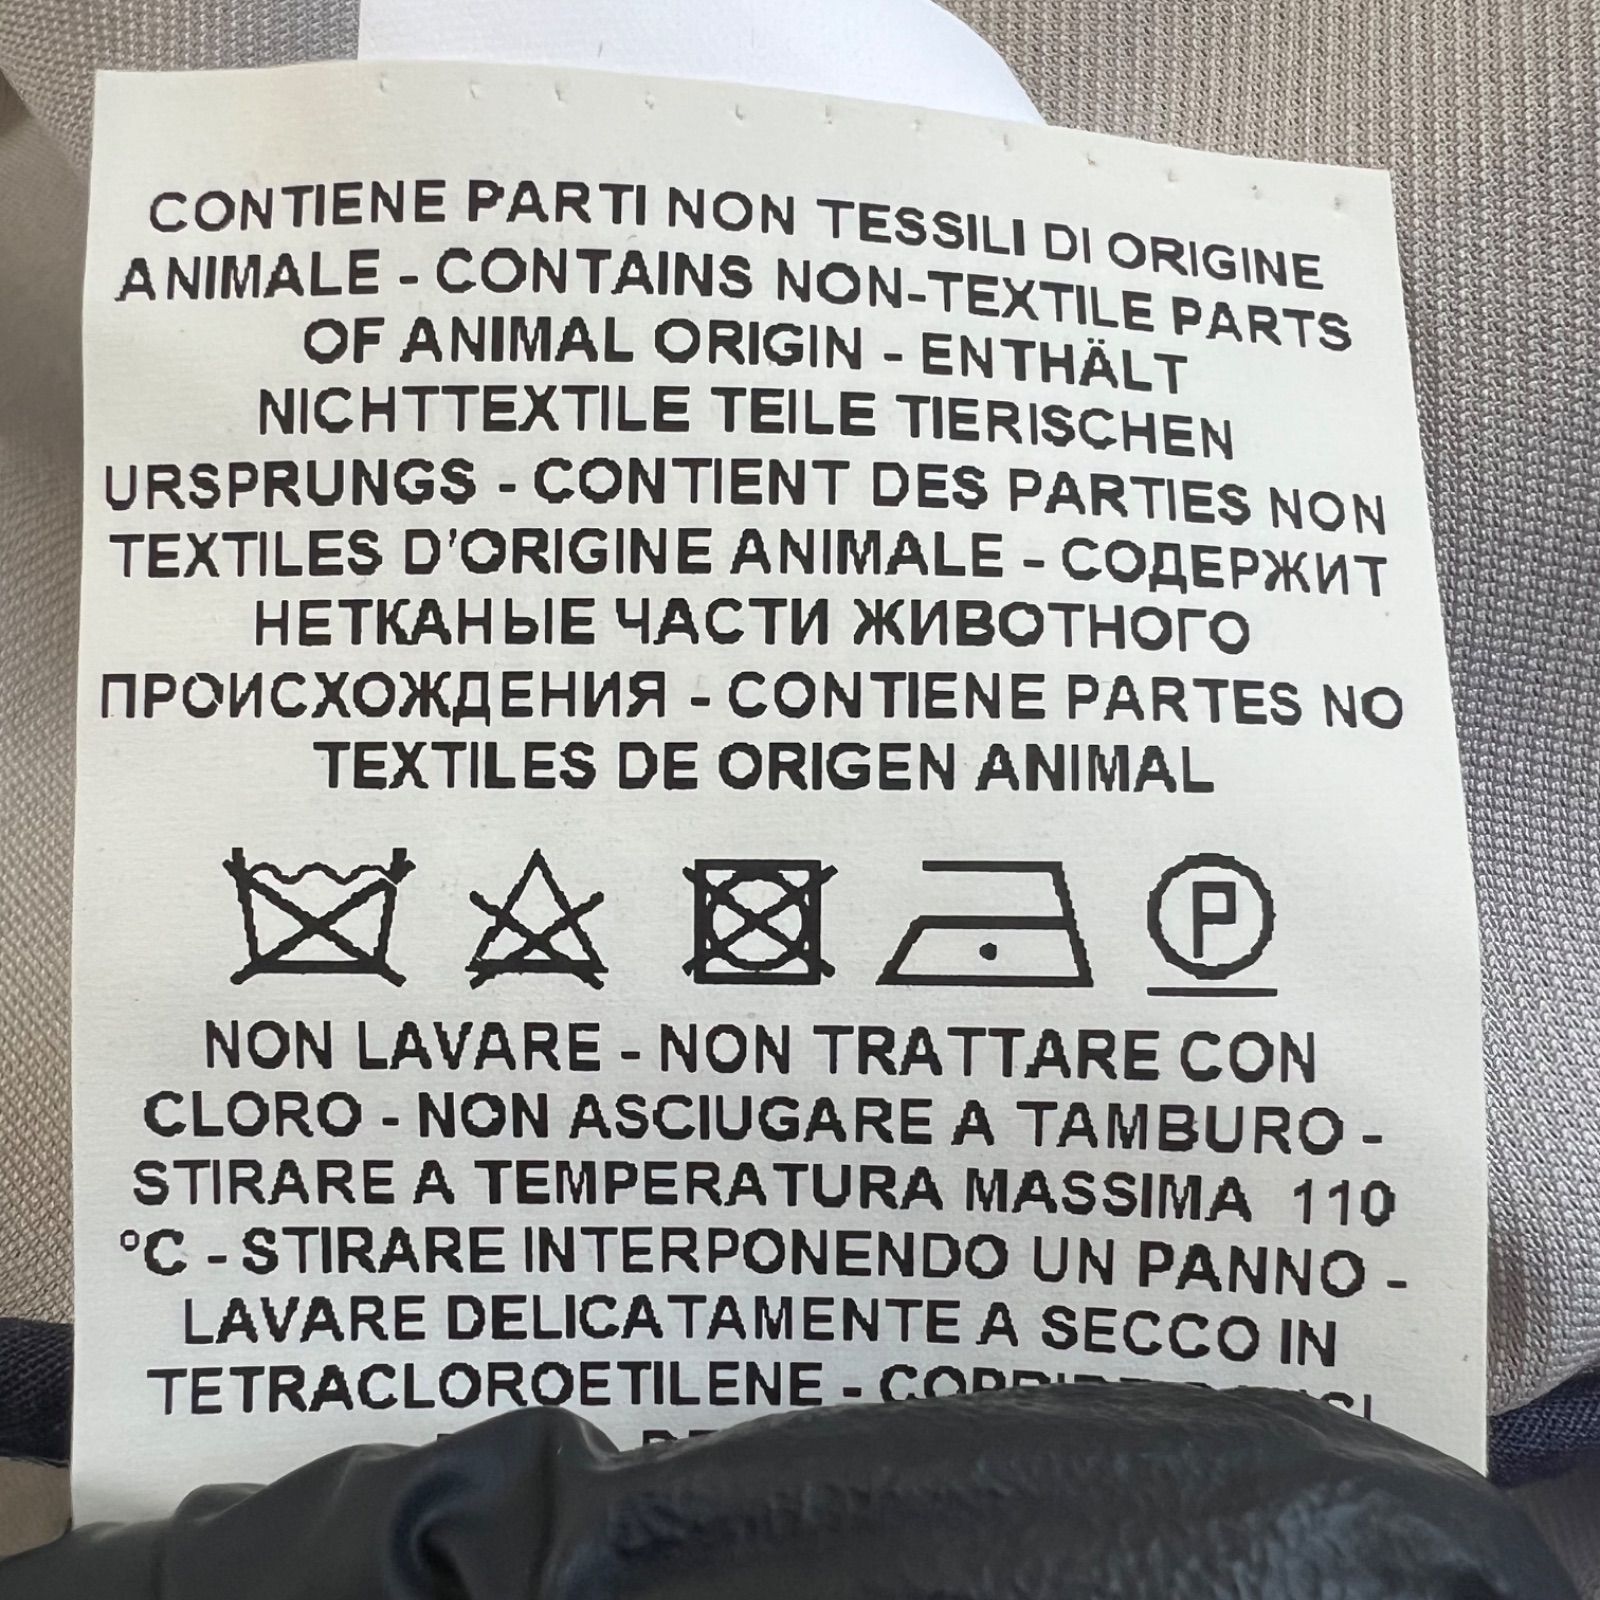 CONTIENE PARTI NON TESSILI DI ORIGINE
ANIMALE - CONTAINS NON-TEXTILE PARTS
OF ANIMAL ORIGIN - ENTHÄLT
NICHTTEXTILE TEILE TIERISCHEN
URSPRUNGS - CONTIENT DES PARTIES NON
TEXTILES D'ORIGINE ANIMALE - СОДЕРЖИТ
НЕТКАНЫЕ ЧАСТИ ЖИВОТНОГО
ПРОИСХОЖДЕНИЯ - CONTIENE PARTES NO
TEXTILES DE ORIGEN ANIMAL
P
NON LAVARE - NON TRATTARE CON
CLORO - NON ASCIUGARE A TAMBURO -
STIRARE A TEMPERATURA MASSIMA 110
°C - STIRARE INTERPONENDO UN PANNO -
LAVARE DELICATAMENTE A SECCO IN
TETRACLOROETILENE -